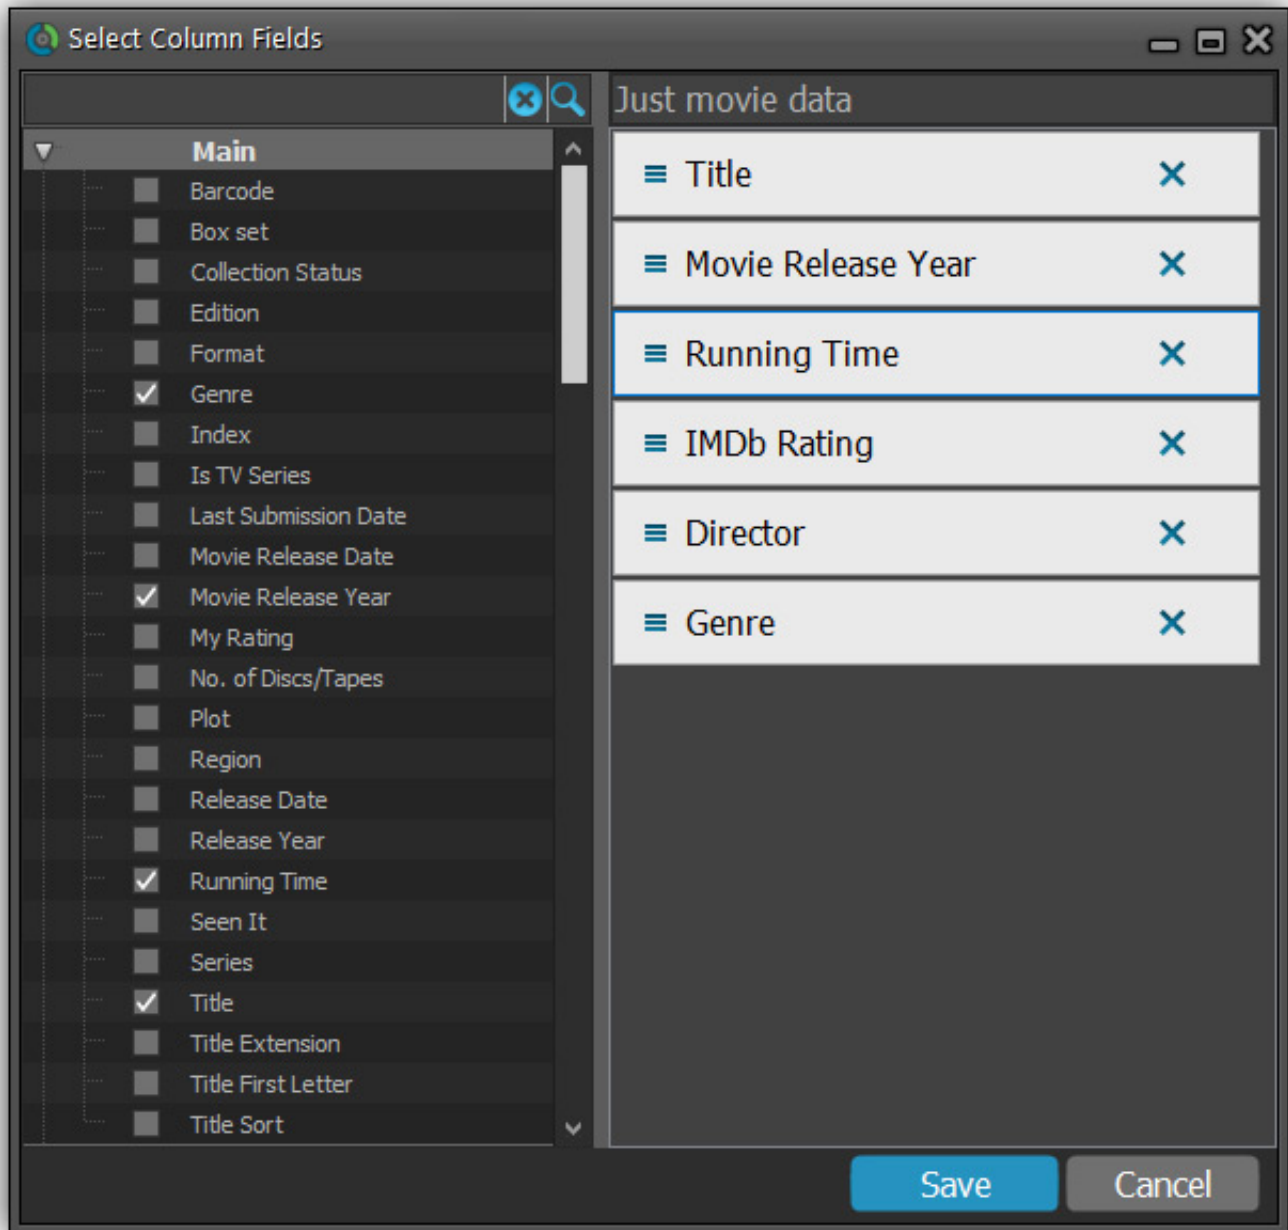 Select Column Fields
Just movie data
Main
Barcode
Box set
Collection Status
Edition
Format
Genre
Index
Is TV Series
Last Submission Date
Movie Release Date
Movie Release Year
My Rating
No. of Discs/Tapes
Plot
Region
Release Date
Release Year
Running Time
Seen It
Series
Title
Title Extension
Title First Letter
Title Sort
Title
Movie Release Year
Running Time
IMDb Rating
Director
Genre
Save
Cancel